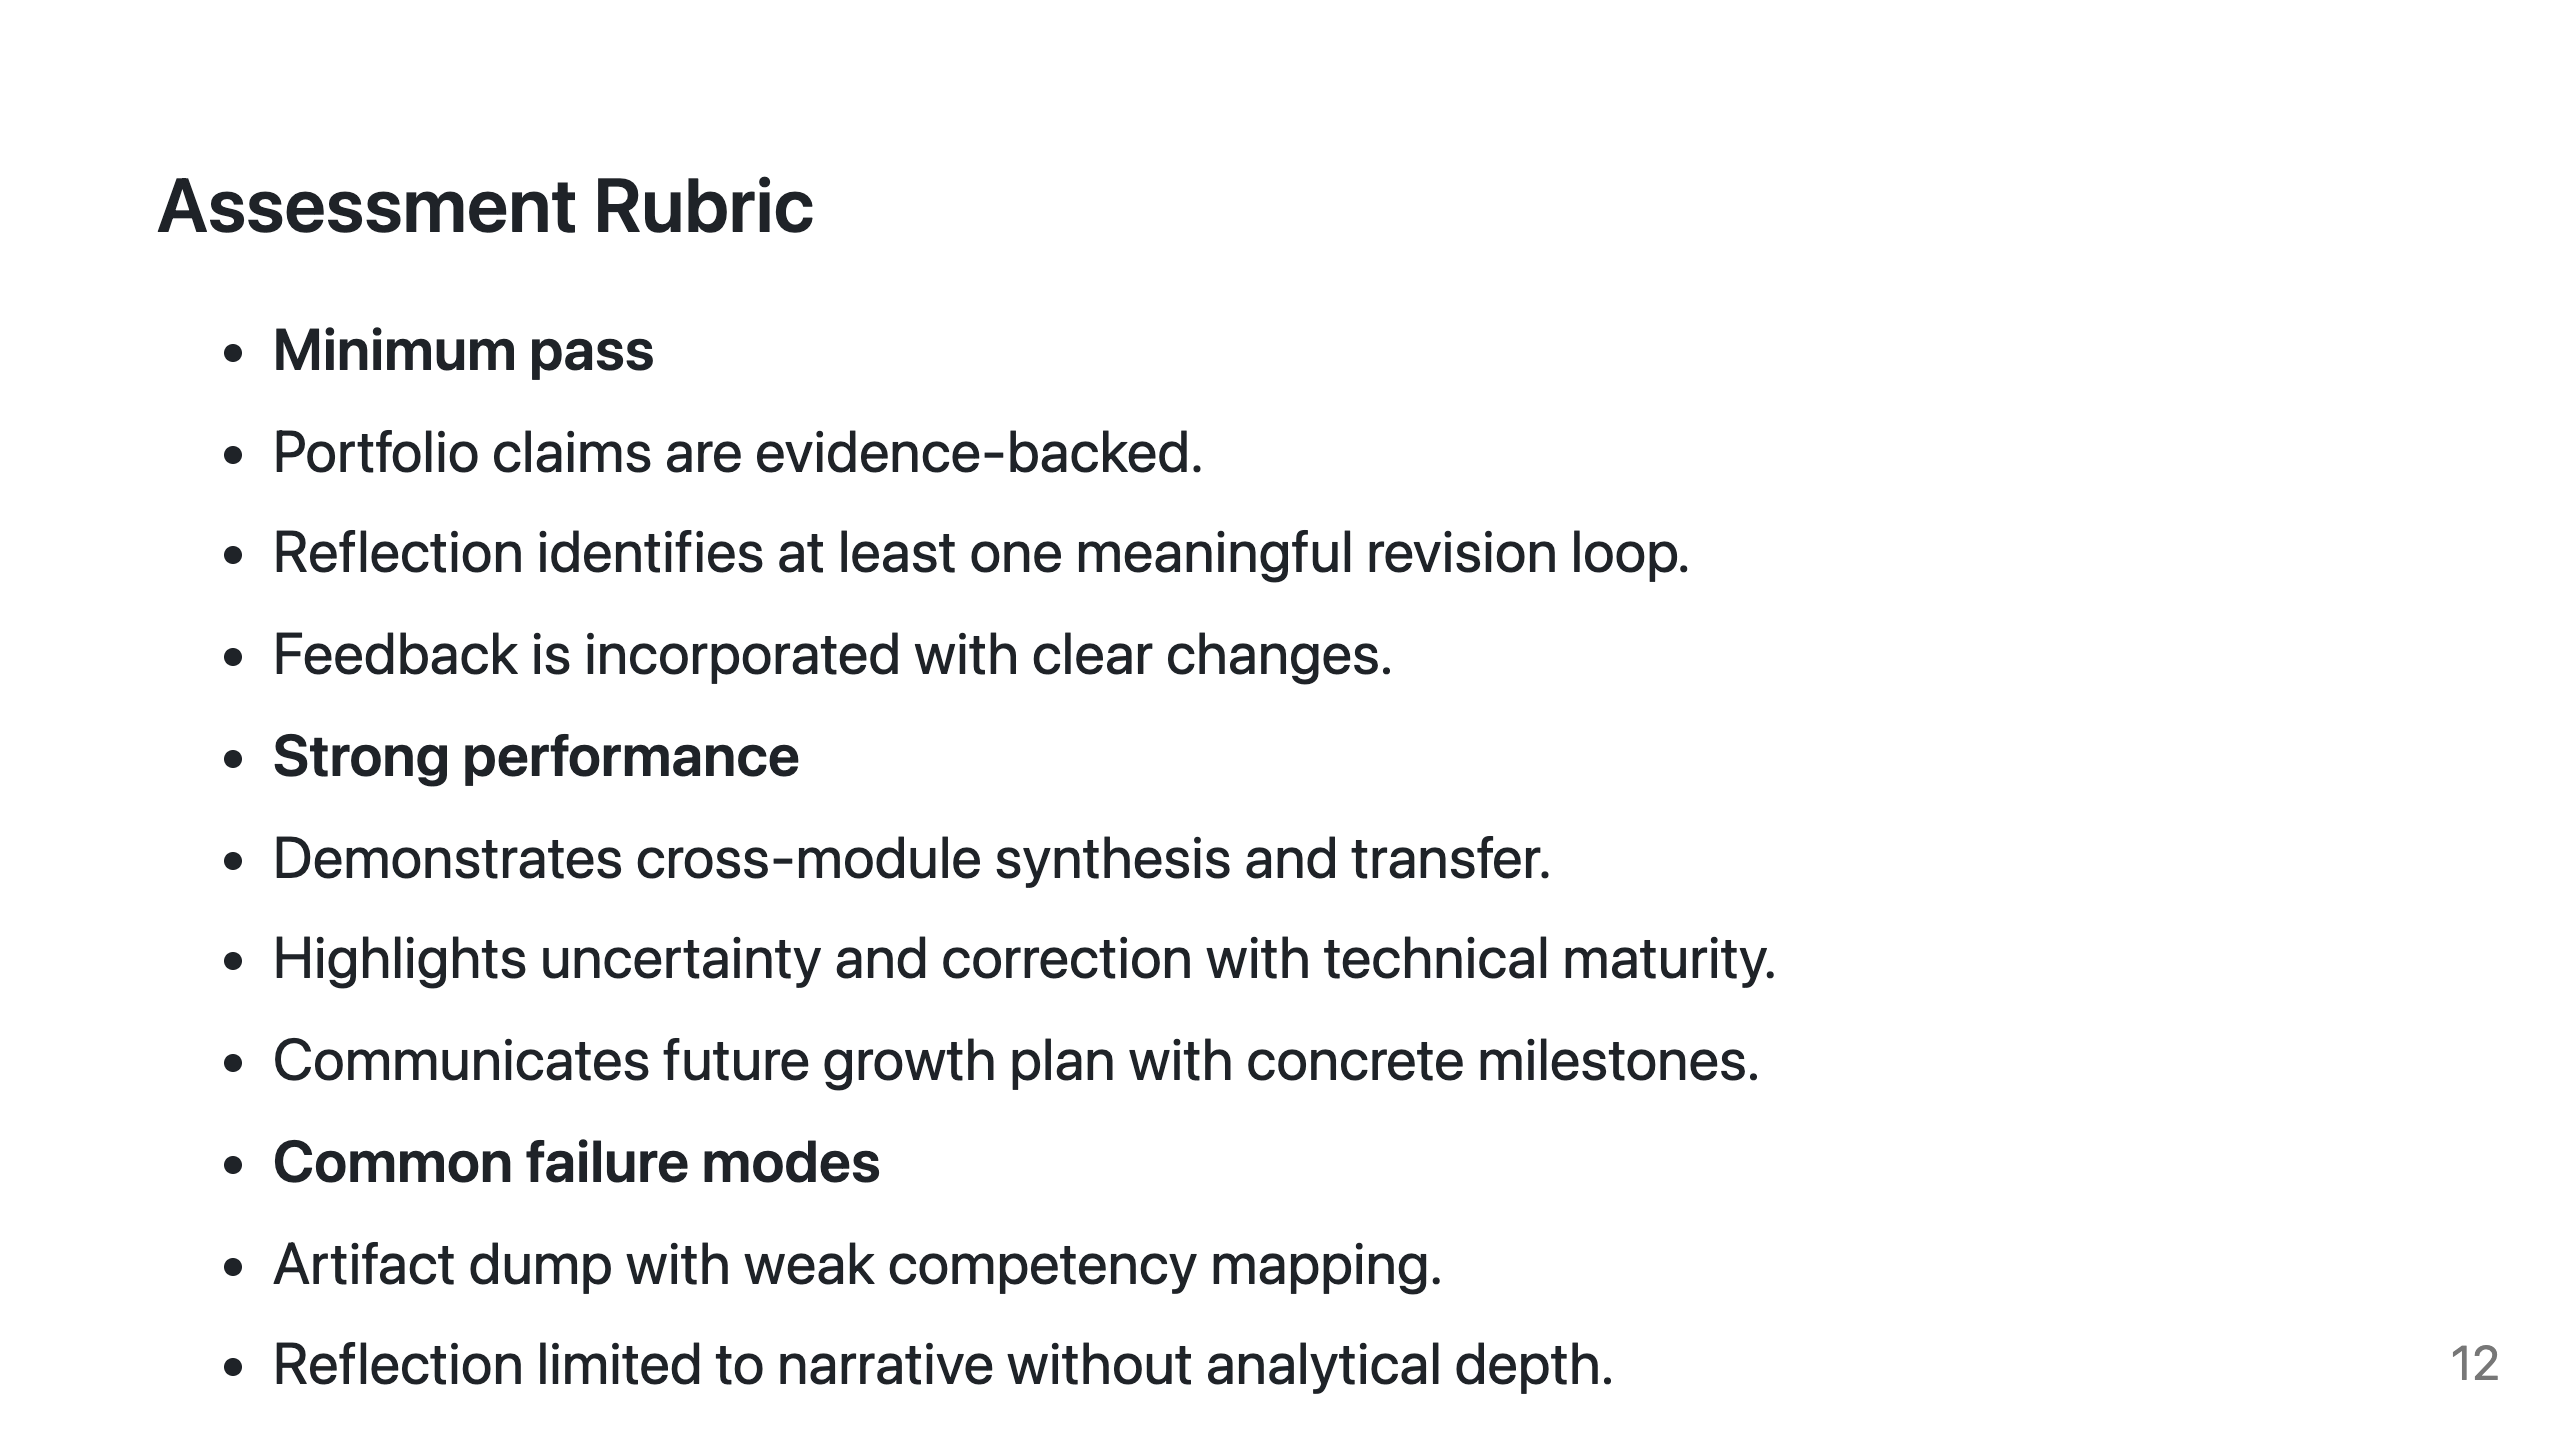 Assessment Rubric
• Minimum pass
• Portfolio claims are evidence-backed.
• Reflection identifies at least one meaningful revision loop.
• Feedback is incorporated with clear changes.
• Strong performance
• Demonstrates cross-module synthesis and transfer.
• Highlights uncertainty and correction with technical maturity.
• Communicates future growth plan with concrete milestones.
• Common failure modes
• Artifact dump with weak competency mapping.
• Reflection limited to narrative without analytical depth.
12